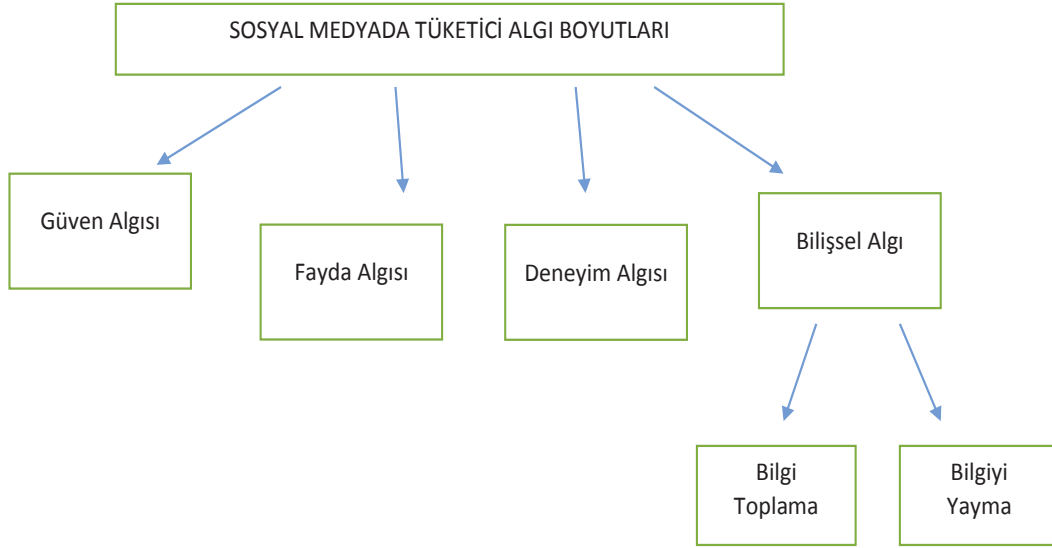 SOSYAL MEDYADA TÜKETİCİ ALGI BOYUTLARI
Güven Algısı
Fayda Algısı
Deneyim Algısı
Bilişsel Algı
Bilgi
Toplama
Bilgiyi
Yayma